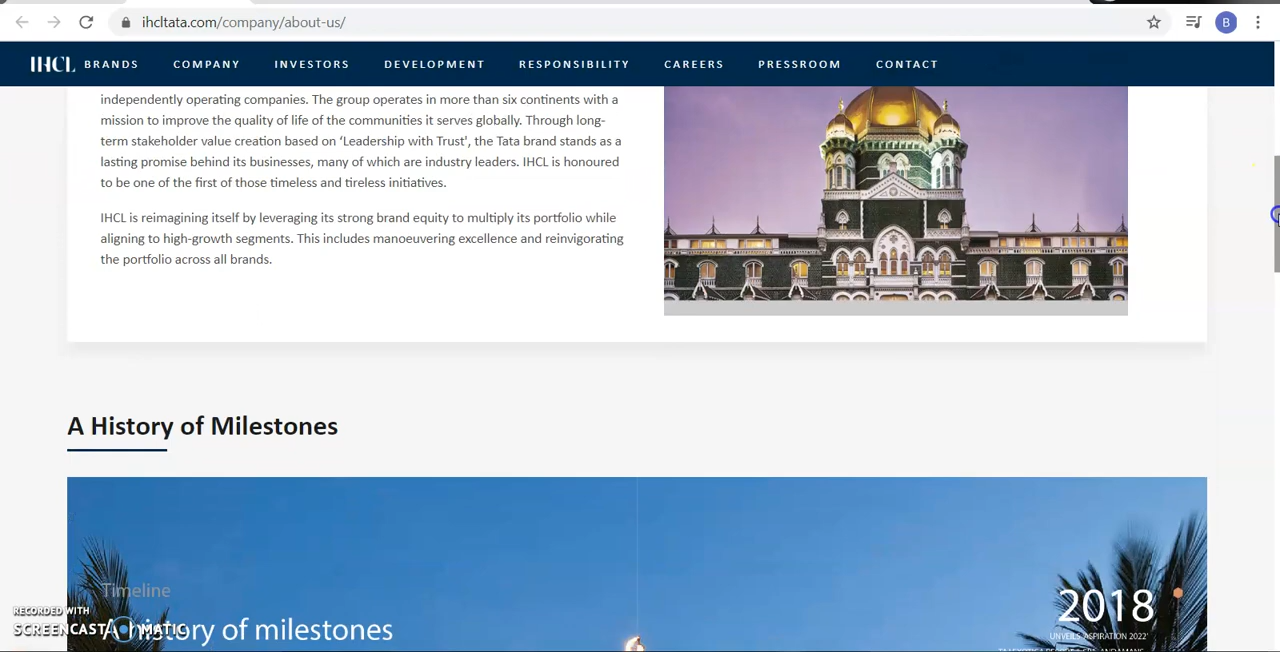 ihcltata.com/company/about-us/
B
IHCL BRANDS COMPANY INVESTORS DEVELOPMENT RESPONSIBILITY CAREERS PRESSROOM CONTACT
independently operating companies. The group operates in more than six continents with a
mission to improve the quality of life of the communities it serves globally. Through long-
term stakeholder value creation based on ‘Leadership with Trust’, the Tata brand stands as a
lasting promise behind its businesses, many of which are industry leaders. IHCL is honoured
to be one of the first of those timeless and tireless initiatives.
IHCL is reimagining itself by leveraging its strong brand equity to multiply its portfolio while
aligning to high-growth segments. This includes manoeuvering excellence and reinvigorating
the portfolio across all brands.
A History of Milestones
Timeline
A history of milestones
2018
UNVEILS 'ASPIRATION 2022'
RECORDED WITH
SCREENCAST-O-MATIC